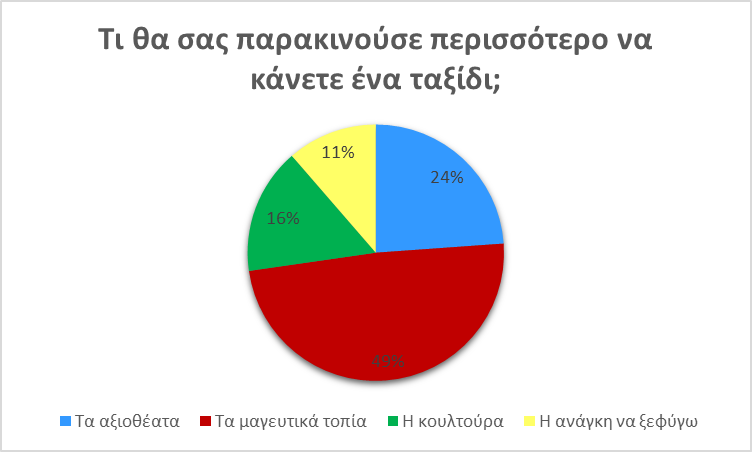 Τι θα σας παρακινούσε περισσότερο να
κάνετε ένα ταξίδι;
11%
24%
16%
49%
Τα αξιοθέατα Τα μαγευτικά τοπία Η κουλτούρα Η ανάγκη να ξεφύγω